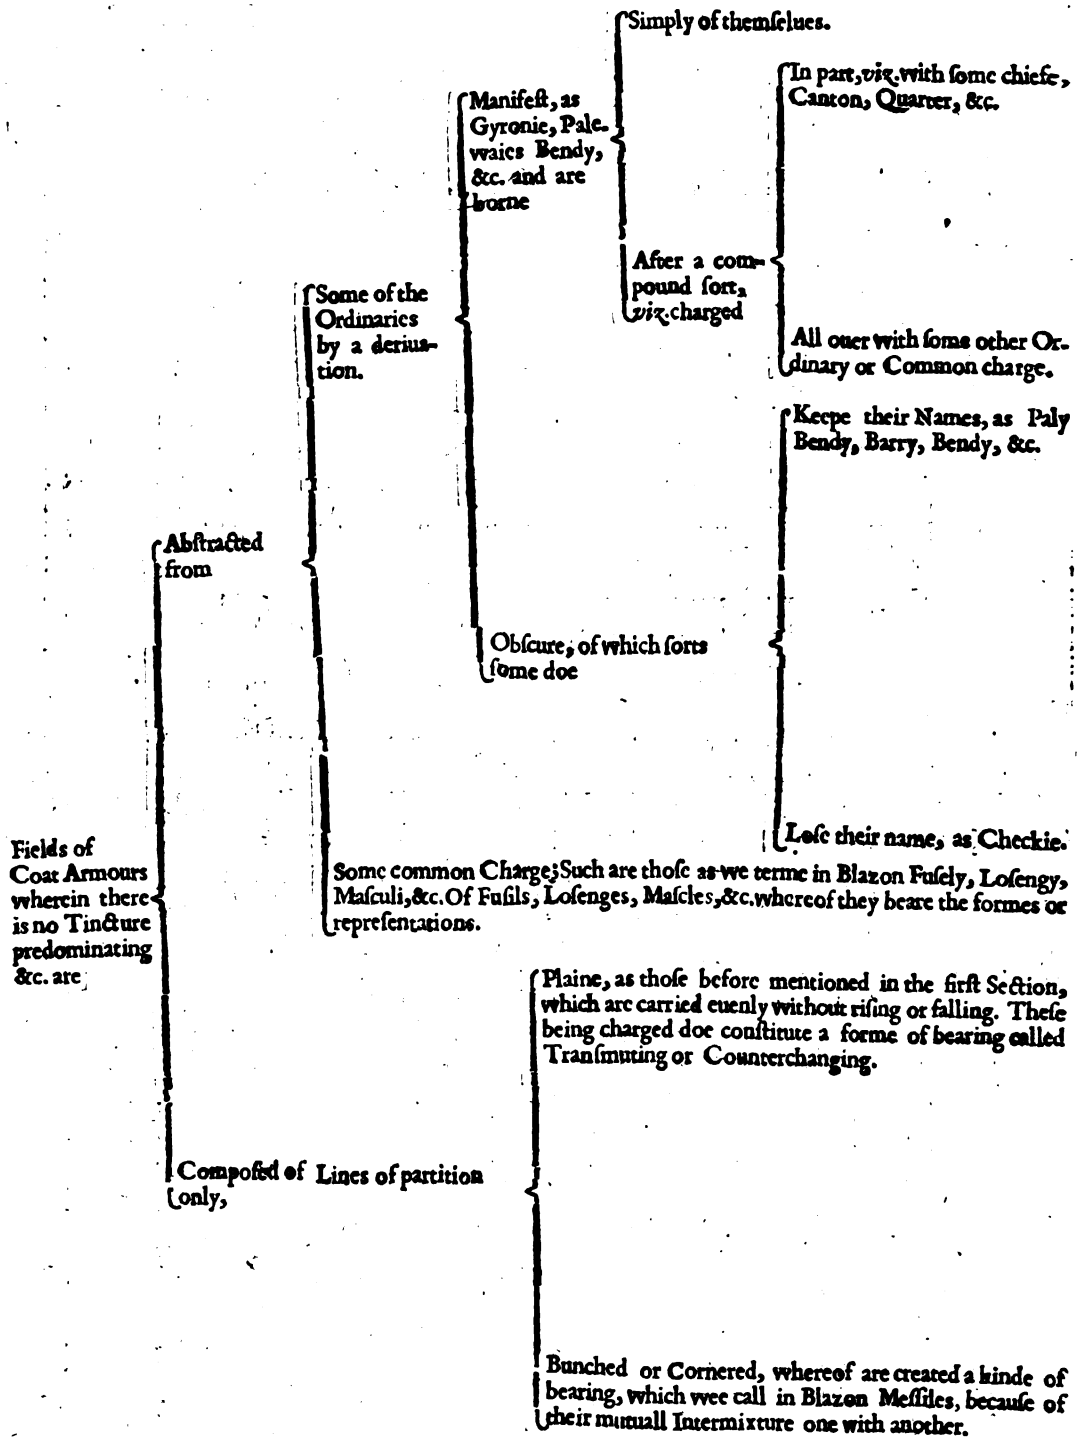 Fields of
Coat Armours
wherein there
is no Tincture
predominating
&c. are
Abſtracted
from
Some of the
Ordinaries
by a deriua-
tion.
Manifeſt, as
Gyronie, Pale-
waies Bendy,
&c. and are
borne
Simply of themſelues.
After a com-
pound ſort,
viz. charged
In part, viz. with ſome chiefe,
Canton, Quarter, &c.
All ouer with ſome other Or-
dinary or Common charge.
Obſcure, of which ſorts
ſome doe
Keepe their Names, as Paly
Bendy, Barry, Bendy, &c.
Loſe their name, as Checkie.
Some common Charge; Such are thoſe as we terme in Blazon Fuſely, Loſengy,
Maſculi, &c. Of Fuſils, Loſenges, Maſcles, &c. whereof they beare the formes or
repreſentations.
Compoſed of Lines of partition
only,
Plaine, as thoſe before mentioned in the firſt Section,
which are carried euenly without riſing or falling. Theſe
being charged doe conſtitute a forme of bearing called
Tranſmuting or Counterchanging.
Bunched or Cornered, whereof are created a kinde of
bearing, which wee call in Blazon Meſſiles, becauſe of
their mutuall Intermixture one with another.